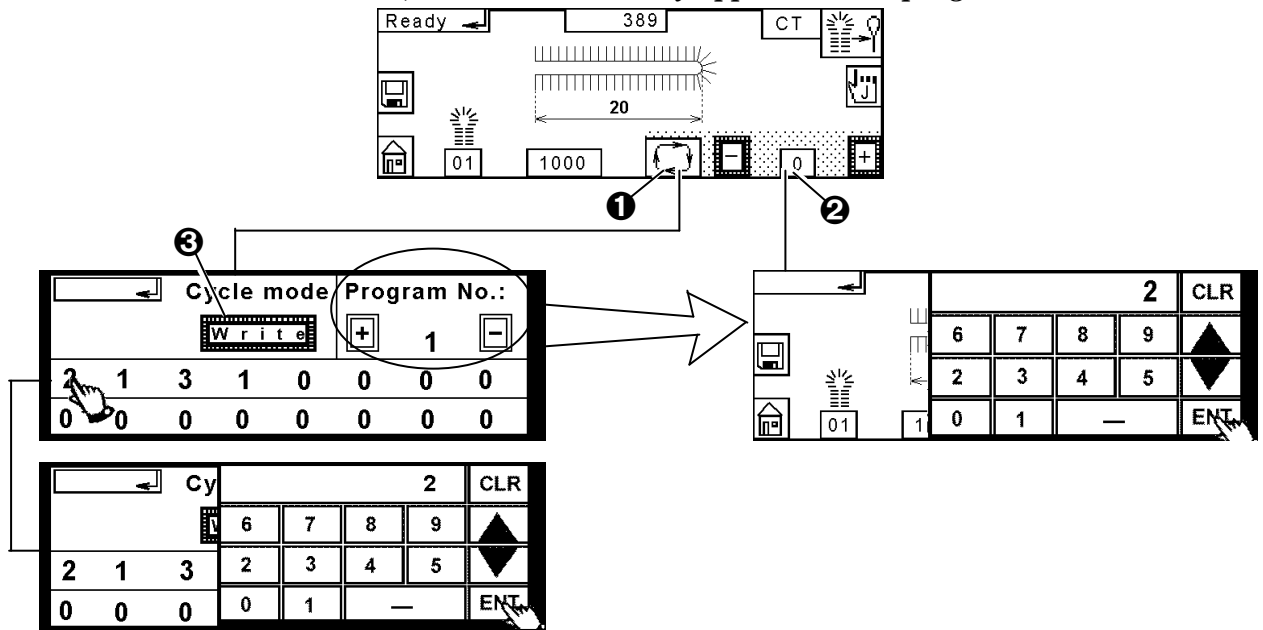 Ready 389 CT
J
20
01 1000 - 0 +
❶ ❷
❸
Cycle mode Program No.:
Write + 1 -
2 1 3 1 0 0 0 0
0 0 0 0 0 0 0 0
2 CLR
6 7 8 9
2 3 4 5
01 0 1 — ENT
Cy 2 CLR
6 7 8 9
2 1 3 2 3 4 5
0 0 0 0 1 — ENT